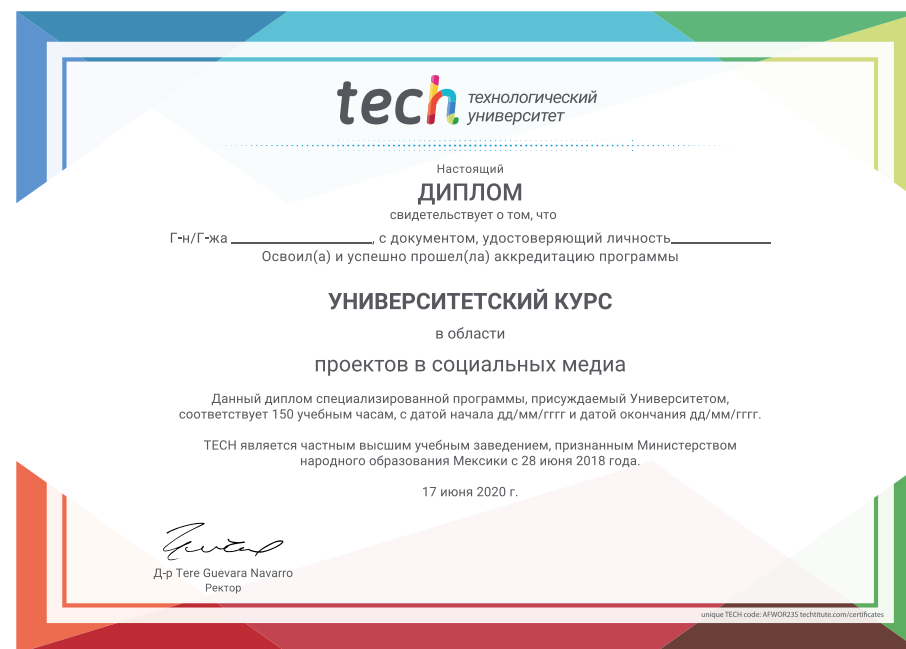 tech технологический
университет
Настоящий
ДИПЛОМ
свидетельствует о том, что
Г-н/Г-жа ____________, с документом, удостоверяющий личность____________
Освоил(а) и успешно прошел(ла) аккредитацию программы
УНИВЕРСИТЕТСКИЙ КУРС
в области
проектов в социальных медиа
Данный диплом специализированной программы, присуждаемый Университетом,
соответствует 150 учебным часам, с датой начала дд/мм/гггг и датой окончания дд/мм/гггг.
TECH является частным высшим учебным заведением, признанным Министерством
народного образования Мексики с 28 июня 2018 года.
17 июня 2020 г.
Д-р Tere Guevara Navarro
Ректор
unique TECH code: AFWOR23S techtitute.com/certificates